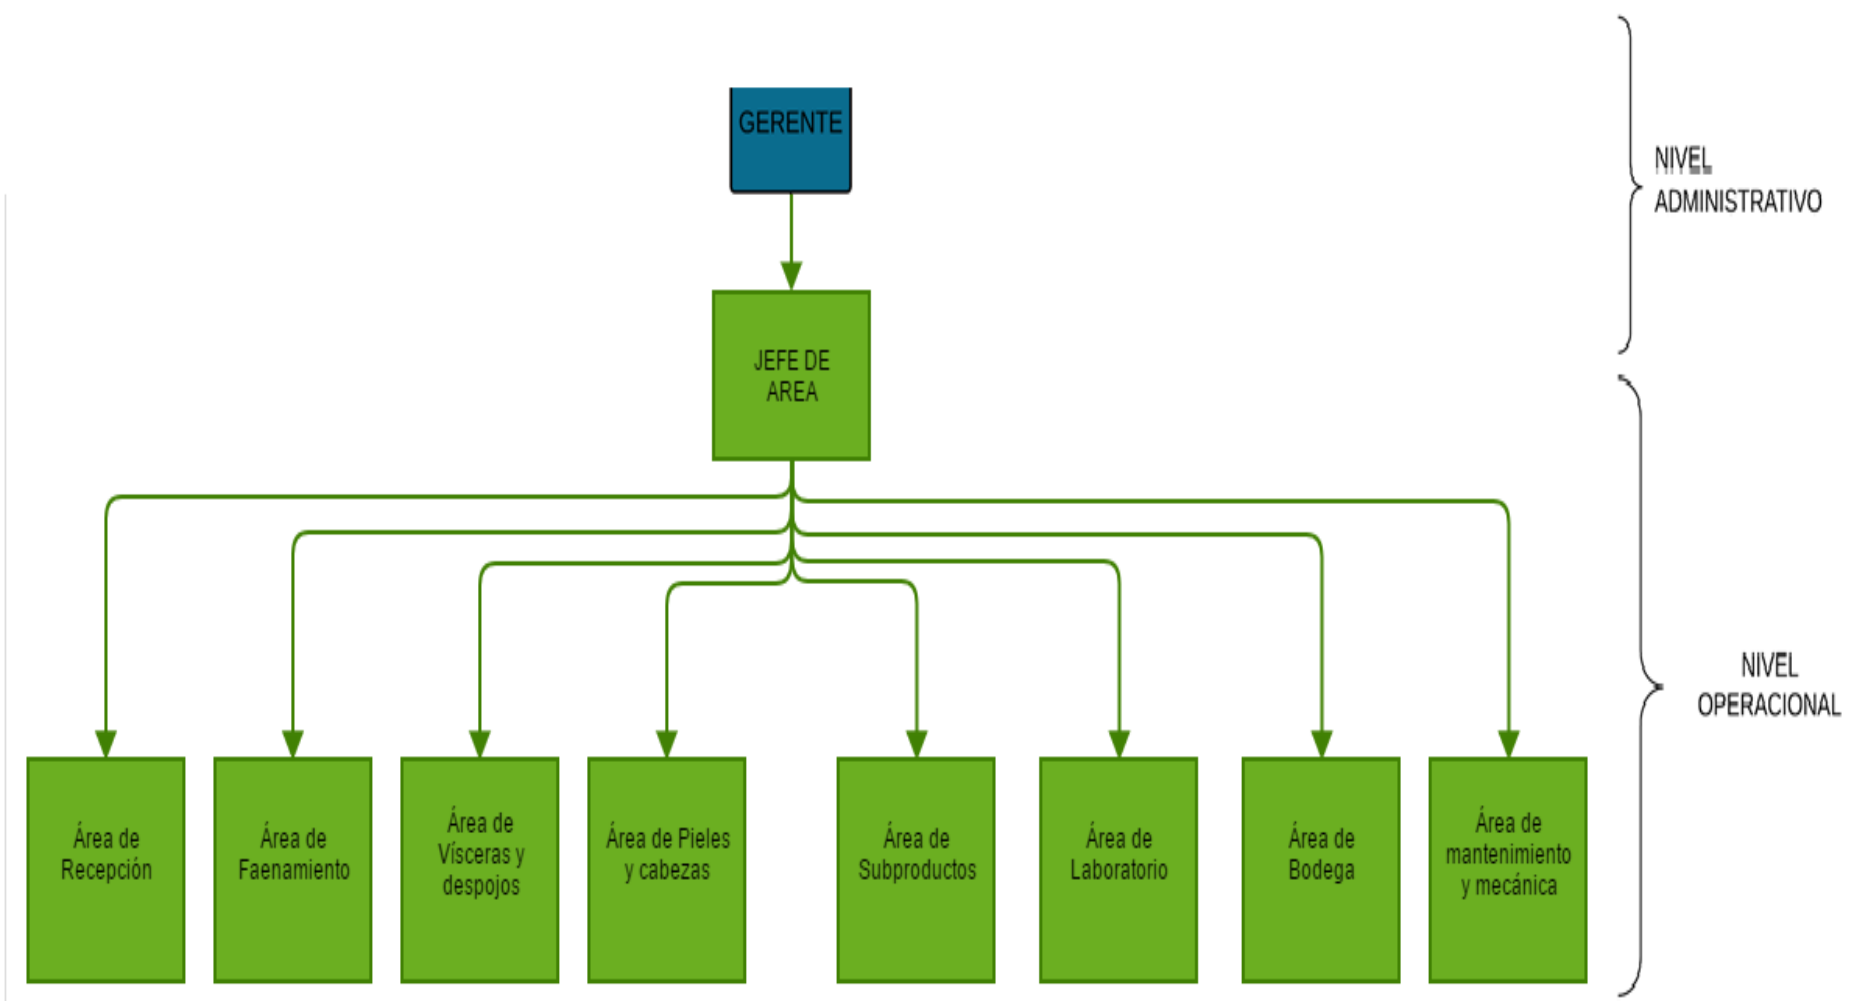 GERENTE
NIVEL
ADMINISTRATIVO
JEFE DE
AREA
NIVEL
OPERACIONAL
Área de
Recepción
Área de
Faenamiento
Área de
Vísceras y
despojos
Área de Pieles
y cabezas
Área de
Subproductos
Área de
Laboratorio
Área de
Bodega
Área de
mantenimiento
y mecánica